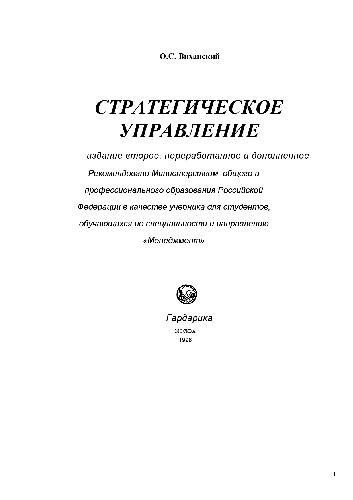 О.С. Виханский
СТРАТЕГИЧЕСКОЕ
УПРАВЛЕНИЕ
издание второе, переработанное и дополненное
Рекомендовано Министерством общего и
профессионального образования Российской
Федерации в качестве учебника для студентов,
обучающихся по специальности и направлению
«Менеджмент»
Гардарика
МОСКВА
1998
1